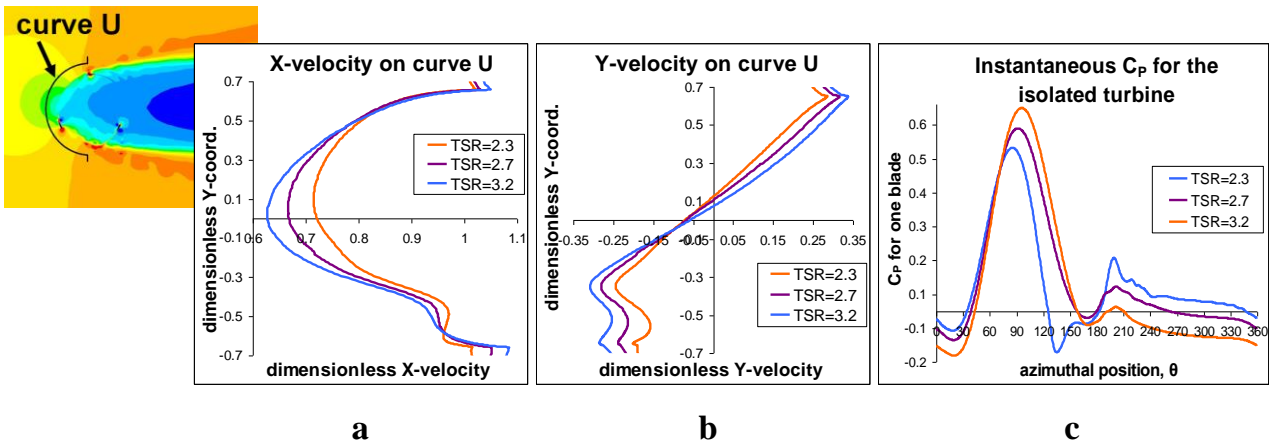 curve U
X-velocity on curve U
dimensionless Y-coord.
0.7
0.5
0.3
0.1
-0.1
-0.3
-0.5
-0.7
0.6
0.7
0.8
0.9
1
1.1
TSR=2.3
TSR=2.7
TSR=3.2
dimensionless X-velocity
a
Y-velocity on curve U
dimensionless Y-coord.
0.7
0.5
0.3
0.1
-0.1
-0.3
-0.5
-0.7
-0.35
-0.25
-0.15
-0.05
0.05
0.15
0.25
0.35
TSR=2.3
TSR=2.7
TSR=3.2
dimensionless Y-velocity
b
Instantaneous CP for the
isolated turbine
CP for one blade
0.6
0.5
0.4
0.3
0.2
0.1
-0.1
-0.2
0
30
60
90
120
150
180
210
240
270
300
330
360
TSR=2.3
TSR=2.7
TSR=3.2
azimuthal position, θ
c